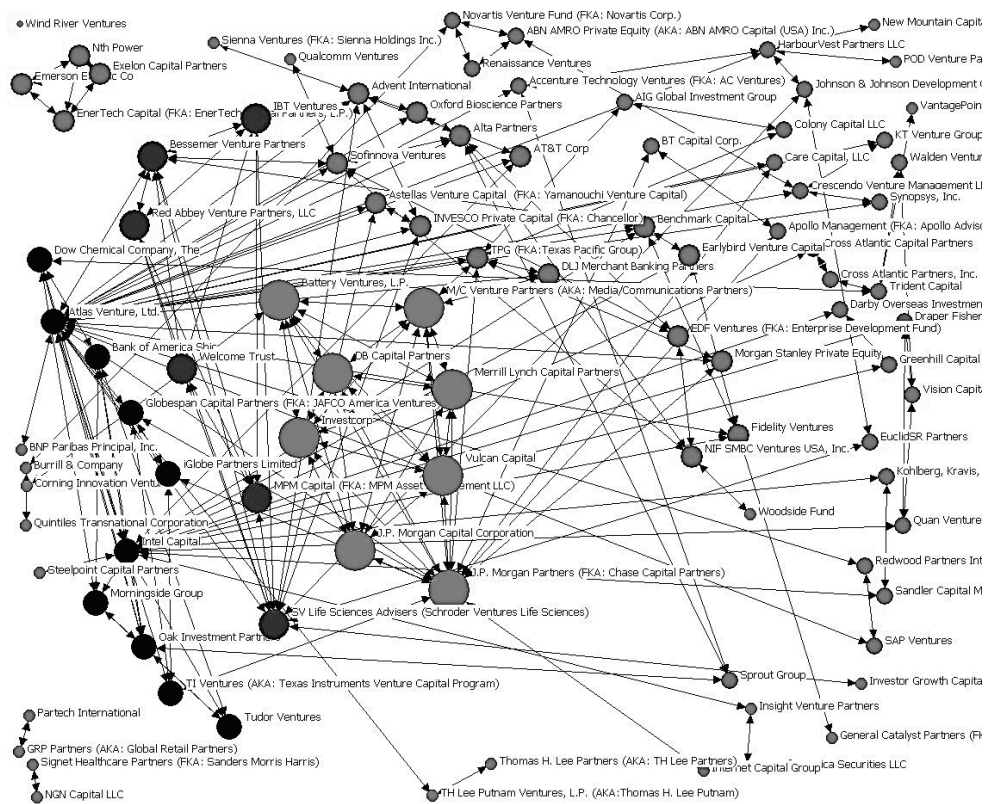 Wind River Ventures
Novartis Venture Fund (FKA: Novartis Corp.)
New Mountain Capit
Sienna Ventures (FKA: Sienna Holdings Inc.)
ABN AMRO Private Equity (AKA: ABN AMRO Capital (USA) Inc.)
Nth Power
HarbourVest Partners LLC
Qualcomm Ventures
POD Venture Pa
Exelon Capital Partners
Renaissance Ventures
Emerson Co
Accenture Technology Ventures (FKA: AC Ventures)
Johnson & Johnson Development
Advent International
AIG Global Investment Group
IBT Ventures
Oxford Bioscience Partners
VantagePoin
EnerTech Capital (FKA: EnerTech Partners, L.P.)
Colony Capital LLC
Alta Partners
KT Venture Group
Bessemer Venture Partners
BT Capital Corp.
Sofinnova Ventures
AT&T Corp
Care Capital, LLC
Walden Ventur
Astellas Venture Capital (FKA: Yamanouchi Venture Capital)
Crescendo Venture Management LL
Synopsys, Inc.
Red Abbey Venture Partners, LLC
INVESCO Private Capital (FKA: Chancellor)
Benchmark Capital
Apollo Management (FKA: Apollo Adviso
Dow Chemical Company, The
TPG (FKA:Texas Pacific Group)
Earlybird Venture Capital
Cross Atlantic Capital Partners
DLJ Merchant Banking Partners
Cross Atlantic Partners, Inc.
Battery Ventures, L.P.
M/C Venture Partners (AKA: Media/Communications Partners)
Trident Capital
Darby Overseas Investmen
Atlas Venture, Ltd.
Draper Fisher
EDF Ventures (FKA: Enterprise Development Fund)
Bank of America
Welcome Trust
DB Capital Partners
Morgan Stanley Private Equity
Greenhill Capital
Merrill Lynch Capital Partners
Vision Capit
Globespan Capital Partners (FKA: JAFCO America Ventures
Investcorp
Fidelity Ventures
EuclidSR Partners
BNP Paribas Principal, Inc.
NIF SMBC Ventures USA, Inc.
Vulcan Capital
iGlobe Partners Limited
Burrill & Company
Kohlberg, Kravis,
Corning Innovation Ventu
MPM Capital (FKA: MPM Asset Management LLC)
Woodside Fund
Quintiles Transnational Corporation
Quan Venture
J.P. Morgan Capital Corporation
Intel Capital
Redwood Partners Int
Steelpoint Capital Partners
J.P. Morgan Partners (FKA: Chase Capital Partners)
Morningside Group
Sandler Capital M
SV Life Sciences Advisers (Schroder Ventures Life Sciences)
Oak Investment Partners
SAP Ventures
TI Ventures (AKA: Texas Instruments Venture Capital Program)
Sprout Group
Investor Growth Capita
Insight Venture Partners
Partech International
Tudor Ventures
General Catalyst Partners (FK
GRP Partners (AKA: Global Retail Partners)
Signet Healthcare Partners (FKA: Sanders Morris Harris)
Thomas H. Lee Partners (AKA: TH Lee Partners)
Internet Capital Group
ica Securities LLC
NGN Capital LLC
TH Lee Putnam Ventures, L.P. (AKA:Thomas H. Lee Putnam)